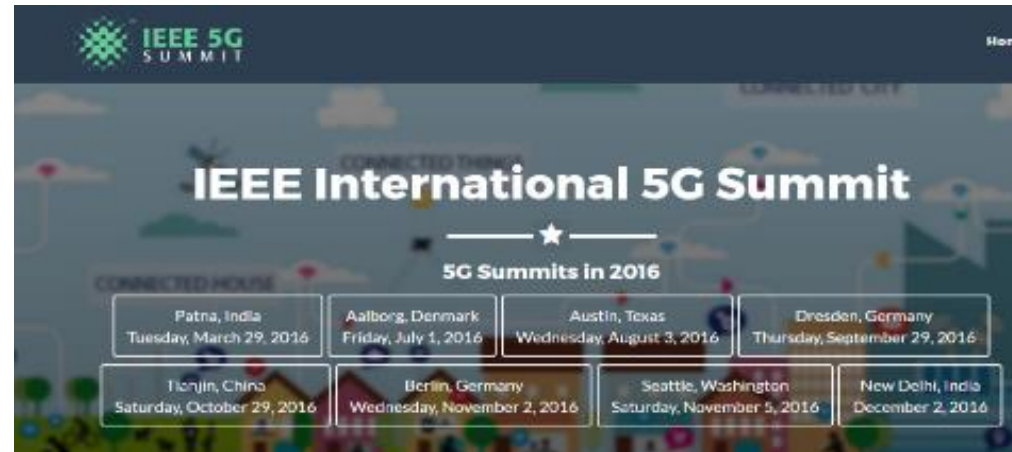 IEEE 5G
SUMMIT
Hom
CONNECTED CITY
CONNECTED THINGS
IEEE International 5G Summit
5G Summits in 2016
CONNECTED HOUSE
Patna, India
Tuesday, March 29, 2016
Aalborg, Denmark
Friday, July 1, 2016
Austin, Texas
Wednesday, August 3, 2016
Dresden, Germany
Thursday, September 29, 2016
Tianjin, China
Saturday, October 29, 2016
Berlin, Germany
Wednesday, November 2, 2016
Seattle, Washington
Saturday, November 5, 2016
New Delhi, India
December 2, 2016